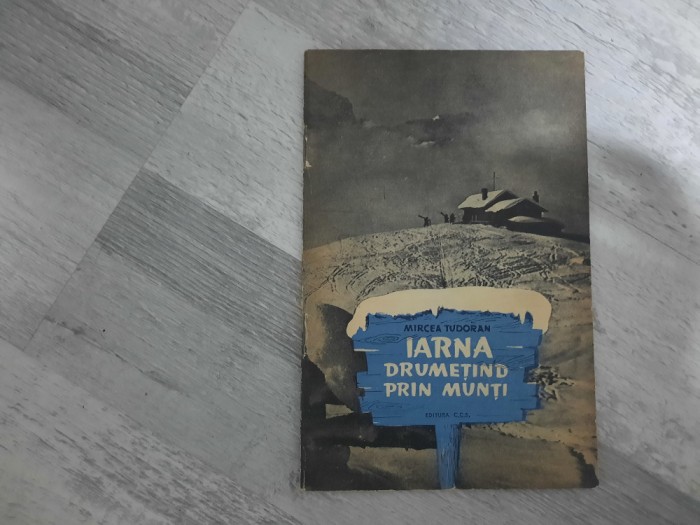 MIRCEA TUDORAN
IARNA
DRUMEȚIND
PRIN MUNȚI
EDITURA C.C.S.